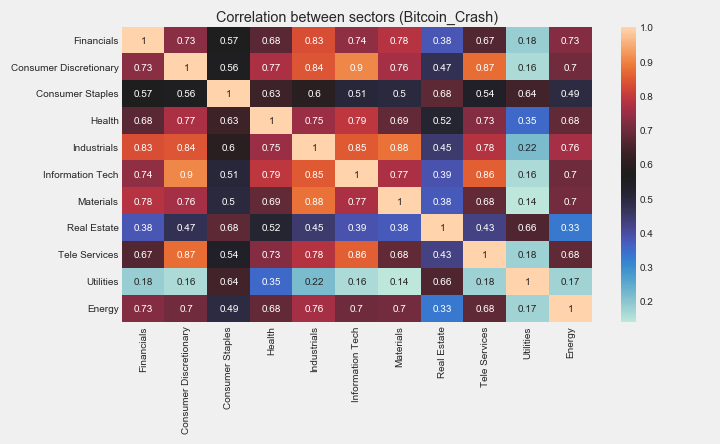 Correlation between sectors (Bitcoin_Crash)
Financials 1 0.73 0.57 0.68 0.83 0.74 0.78 0.38 0.67 0.18 0.73
Consumer Discretionary 0.73 1 0.56 0.77 0.84 0.9 0.76 0.47 0.87 0.16 0.7
Consumer Staples 0.57 0.56 1 0.63 0.6 0.51 0.5 0.68 0.54 0.64 0.49
Health 0.68 0.77 0.63 1 0.75 0.79 0.69 0.52 0.73 0.35 0.68
Industrials 0.83 0.84 0.6 0.75 1 0.85 0.88 0.45 0.78 0.22 0.76
Information Tech 0.74 0.9 0.51 0.79 0.85 1 0.77 0.39 0.86 0.16 0.7
Materials 0.78 0.76 0.5 0.69 0.88 0.77 1 0.38 0.68 0.14 0.7
Real Estate 0.38 0.47 0.68 0.52 0.45 0.39 0.38 1 0.43 0.66 0.33
Tele Services 0.67 0.87 0.54 0.73 0.78 0.86 0.68 0.43 1 0.18 0.68
Utilities 0.18 0.16 0.64 0.35 0.22 0.16 0.14 0.66 0.18 1 0.17
Energy 0.73 0.7 0.49 0.68 0.76 0.7 0.7 0.33 0.68 0.17 1
Financials
Consumer Discretionary
Consumer Staples
Health
Industrials
Information Tech
Materials
Real Estate
Tele Services
Utilities
Energy
1.0
0.9
0.8
0.7
0.6
0.5
0.4
0.3
0.2